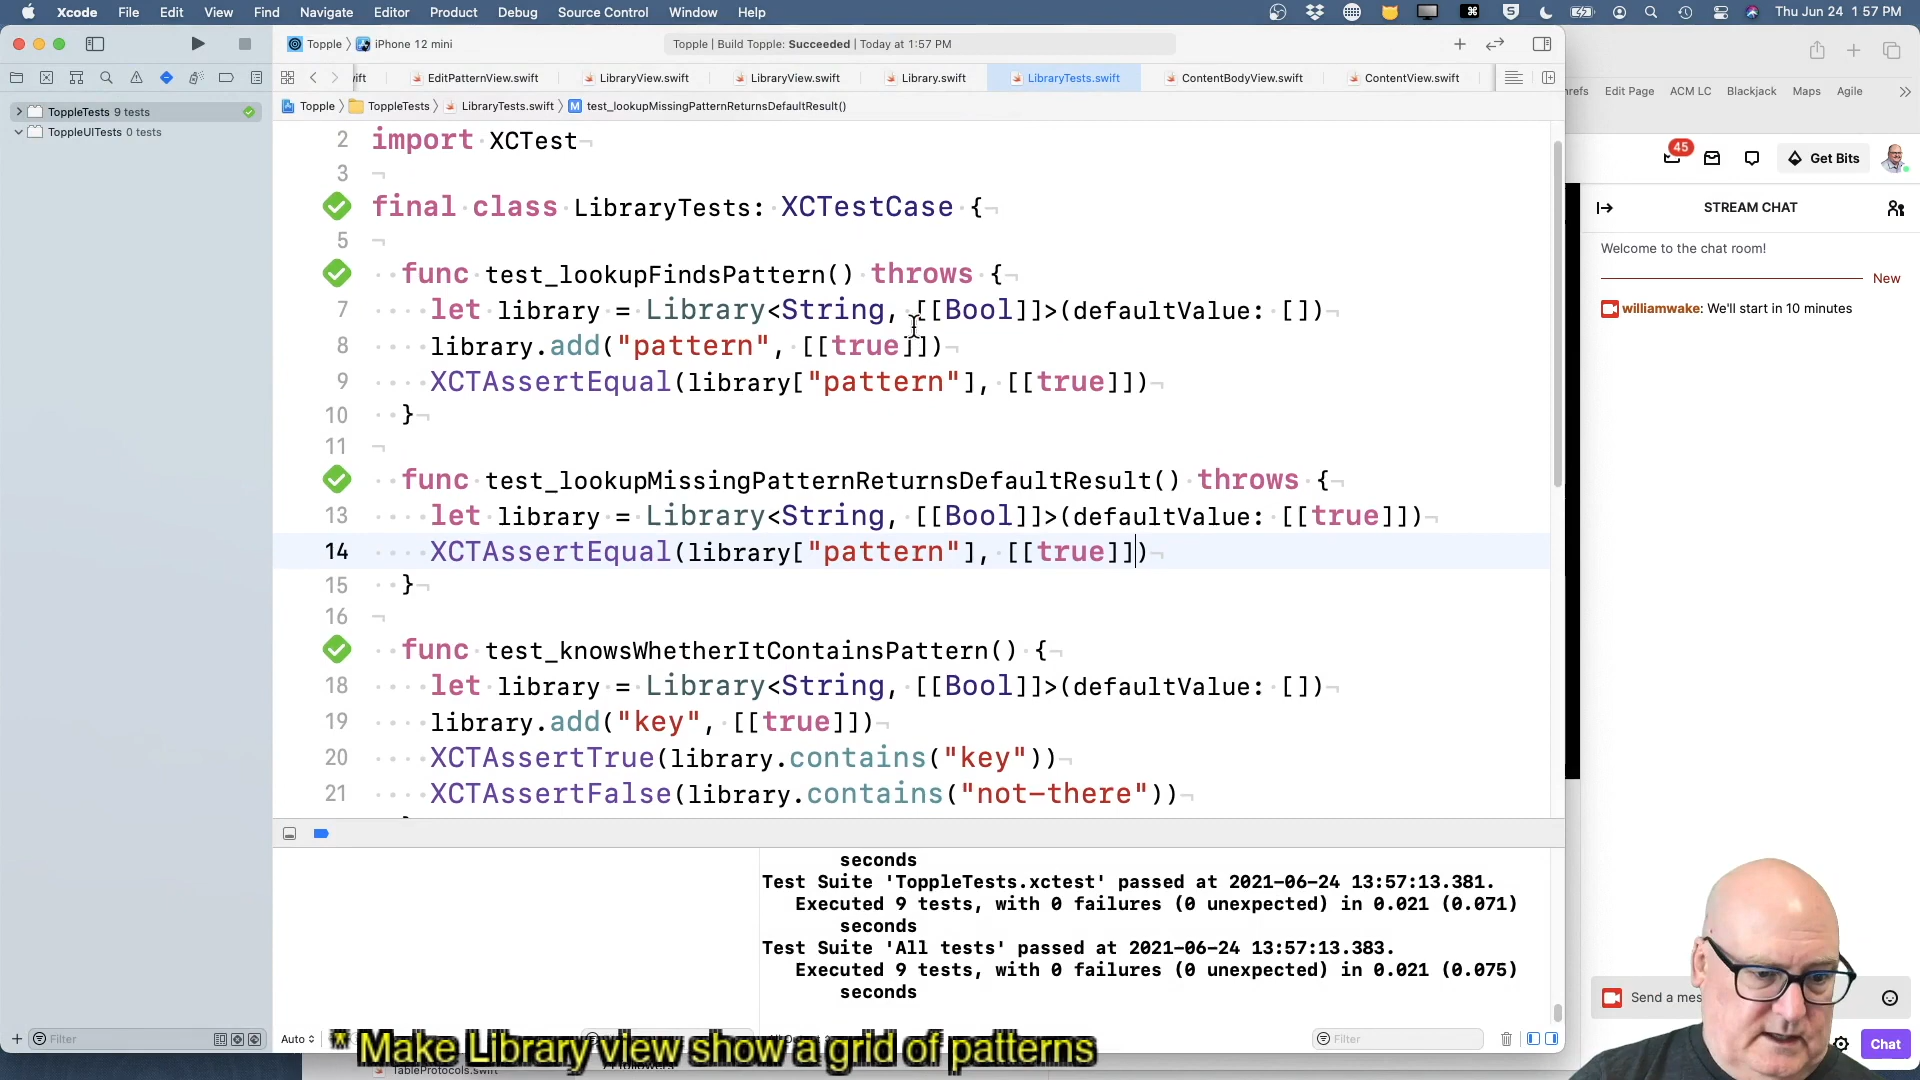 Xcode File Edit View Find Navigate Editor Product Debug Source Control Window Help Thu Jun 24 1:57 PM
Topple iPhone 12 mini Topple | Build Topple: Succeeded | Today at 1:57 PM
ift EditPatternView.swift LibraryView.swift LibraryView.swift Library.swift LibraryTests.swift ContentBodyView.swift ContentView.swift
refs Edit Page ACM LC Blackjack Maps Agile
Topple ToppleTests LibraryTests.swift M test_lookupMissingPatternReturnsDefaultResult()
ToppleTests 9 tests
ToppleUITests 0 tests
2 import XCTest¬
3 ¬
final class LibraryTests: XCTestCase {¬
5 ¬
func test_lookupFindsPattern() throws {¬
7 let library = Library<String, [[Bool]]>(defaultValue: [])¬
8 library.add("pattern", [[true]])¬
9 XCTAssertEqual(library["pattern"], [[true]])¬
10 }¬
11 ¬
func test_lookupMissingPatternReturnsDefaultResult() throws {¬
13 let library = Library<String, [[Bool]]>(defaultValue: [[true]])¬
14 XCTAssertEqual(library["pattern"], [[true]])¬
15 }¬
16 ¬
func test_knowsWhetherItContainsPattern() {¬
18 let library = Library<String, [[Bool]]>(defaultValue: [])¬
19 library.add("key", [[true]])¬
20 XCTAssertTrue(library.contains("key"))¬
21 XCTAssertFalse(library.contains("not-there"))¬
seconds
Test Suite 'ToppleTests.xctest' passed at 2021-06-24 13:57:13.381.
Executed 9 tests, with 0 failures (0 unexpected) in 0.021 (0.071)
seconds
Test Suite 'All tests' passed at 2021-06-24 13:57:13.383.
Executed 9 tests, with 0 failures (0 unexpected) in 0.021 (0.075)
seconds
Filter
Auto
Filter
* Make Library view show a grid of patterns
TableProtocols.swift
45
Get Bits
STREAM CHAT
Welcome to the chat room!
New
williamwake: We'll start in 10 minutes
Send a mes
Chat